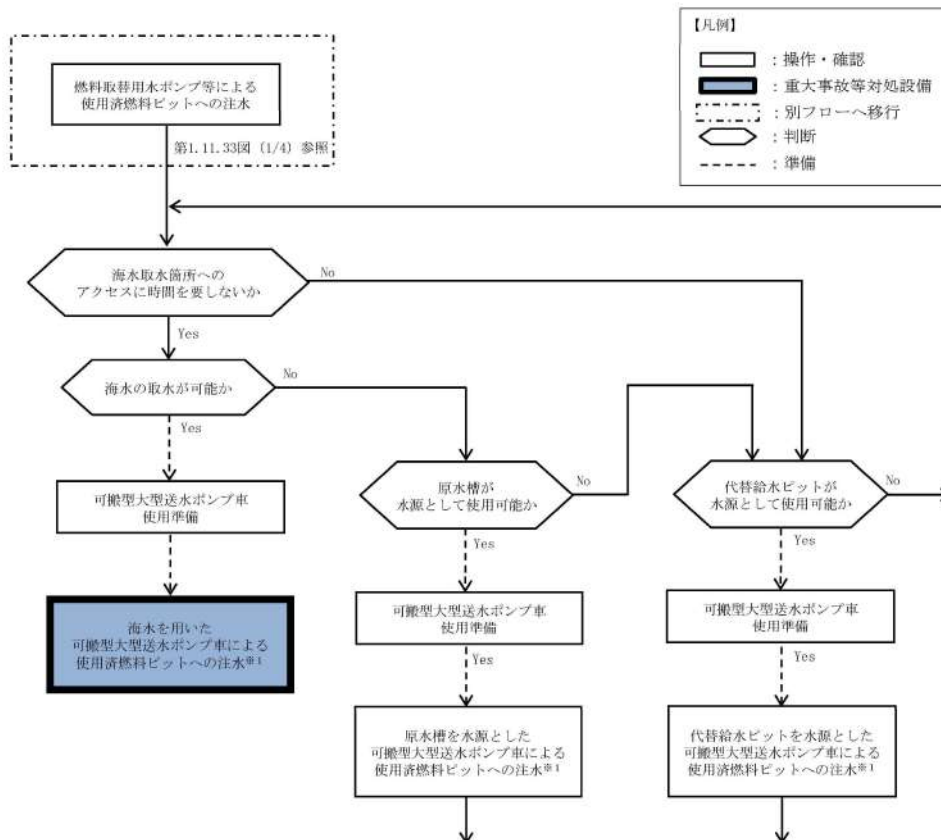 【凡例】
：操作・確認
：重大事故等対処設備
：別フローへ移行
：判断
：準備
燃料取替用水ポンプ等による
使用済燃料ピットへの注水
第1.11.33図 (1/4) 参照
海水取水箇所への
アクセスに時間を要しないか
No
Yes
海水の取水が可能か
No
Yes
原水槽が
水源として使用可能か
No
Yes
代替給水ピットが
水源として使用可能か
No
Yes
可搬型大型送水ポンプ車
使用準備
海水を用いた
可搬型大型送水ポンプ車による
使用済燃料ピットへの注水※1
可搬型大型送水ポンプ車
使用準備
Yes
原水槽を水源とした
可搬型大型送水ポンプ車による
使用済燃料ピットへの注水※1
可搬型大型送水ポンプ車
使用準備
Yes
代替給水ピットを水源とした
可搬型大型送水ポンプ車による
使用済燃料ピットへの注水※1